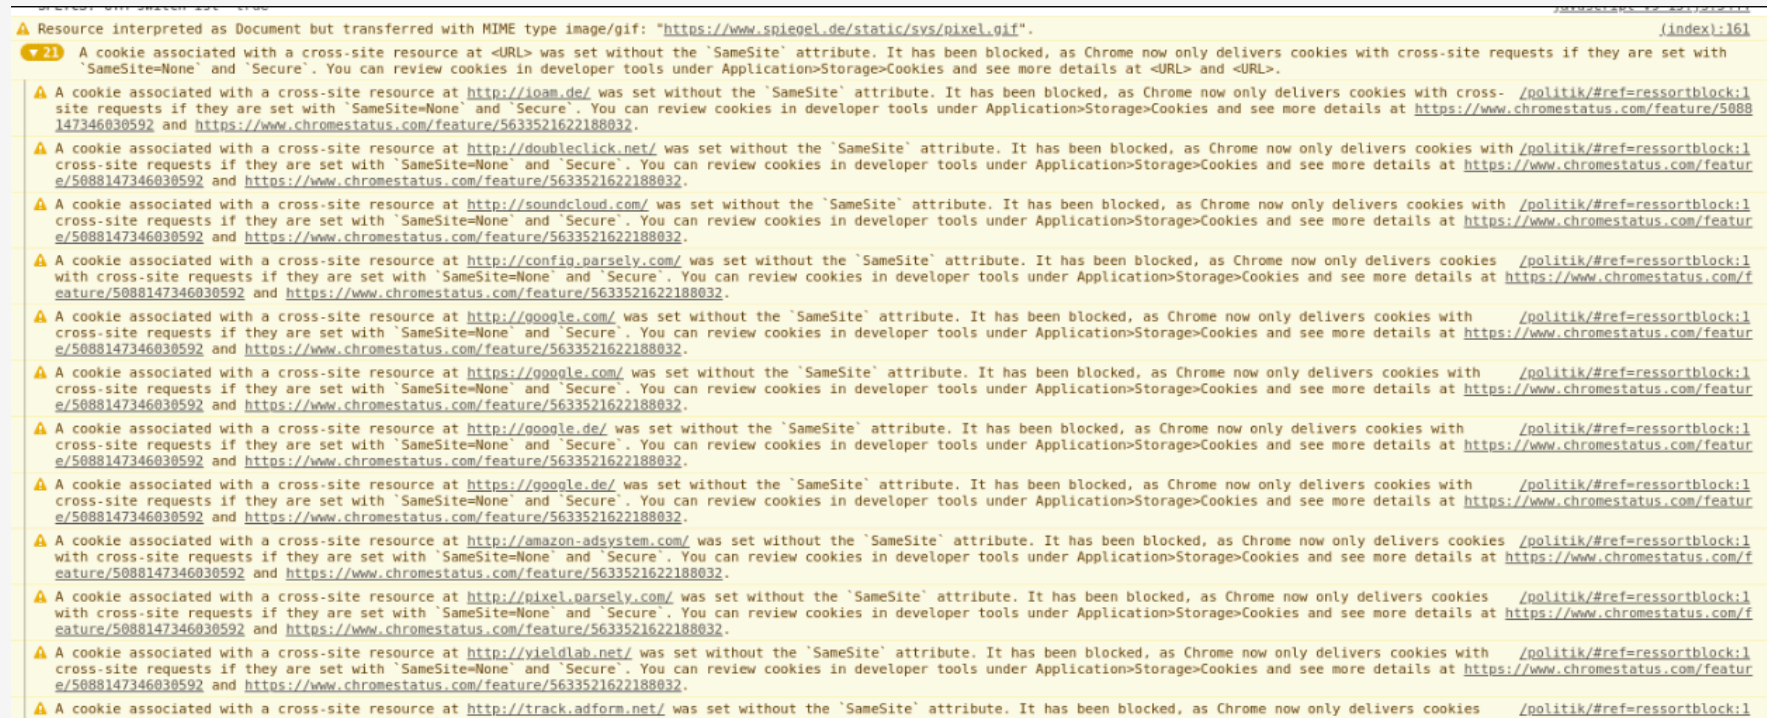 Resource interpreted as Document but transferred with MIME type image/gif: "https://www.spiegel.de/static/sys/pixel.gif". (index):161
21 A cookie associated with a cross-site resource at <URL> was set without the `SameSite` attribute. It has been blocked, as Chrome now only delivers cookies with cross-site requests if they are set with
`SameSite=None` and `Secure`. You can review cookies in developer tools under Application>Storage>Cookies and see more details at <URL> and <URL>.
A cookie associated with a cross-site resource at http://ioam.de/ was set without the `SameSite` attribute. It has been blocked, as Chrome now only delivers cookies with cross- /politik/#ref=ressortblock:1
site requests if they are set with `SameSite=None` and `Secure`. You can review cookies in developer tools under Application>Storage>Cookies and see more details at https://www.chromestatus.com/feature/5088
147346030592 and https://www.chromestatus.com/feature/5633521622188032.
A cookie associated with a cross-site resource at http://doubleclick.net/ was set without the `SameSite` attribute. It has been blocked, as Chrome now only delivers cookies with /politik/#ref=ressortblock:1
cross-site requests if they are set with `SameSite=None` and `Secure`. You can review cookies in developer tools under Application>Storage>Cookies and see more details at https://www.chromestatus.com/featur
e/5088147346030592 and https://www.chromestatus.com/feature/5633521622188032.
A cookie associated with a cross-site resource at http://soundcloud.com/ was set without the `SameSite` attribute. It has been blocked, as Chrome now only delivers cookies with /politik/#ref=ressortblock:1
cross-site requests if they are set with `SameSite=None` and `Secure`. You can review cookies in developer tools under Application>Storage>Cookies and see more details at https://www.chromestatus.com/featur
e/5088147346030592 and https://www.chromestatus.com/feature/5633521622188032.
A cookie associated with a cross-site resource at http://config.parsely.com/ was set without the `SameSite` attribute. It has been blocked, as Chrome now only delivers cookies /politik/#ref=ressortblock:1
with cross-site requests if they are set with `SameSite=None` and `Secure`. You can review cookies in developer tools under Application>Storage>Cookies and see more details at https://www.chromestatus.com/f
eature/5088147346030592 and https://www.chromestatus.com/feature/5633521622188032.
A cookie associated with a cross-site resource at http://google.com/ was set without the `SameSite` attribute. It has been blocked, as Chrome now only delivers cookies with /politik/#ref=ressortblock:1
cross-site requests if they are set with `SameSite=None` and `Secure`. You can review cookies in developer tools under Application>Storage>Cookies and see more details at https://www.chromestatus.com/featur
e/5088147346030592 and https://www.chromestatus.com/feature/5633521622188032.
A cookie associated with a cross-site resource at https://google.com/ was set without the `SameSite` attribute. It has been blocked, as Chrome now only delivers cookies with /politik/#ref=ressortblock:1
cross-site requests if they are set with `SameSite=None` and `Secure`. You can review cookies in developer tools under Application>Storage>Cookies and see more details at https://www.chromestatus.com/featur
e/5088147346030592 and https://www.chromestatus.com/feature/5633521622188032.
A cookie associated with a cross-site resource at http://google.de/ was set without the `SameSite` attribute. It has been blocked, as Chrome now only delivers cookies with /politik/#ref=ressortblock:1
cross-site requests if they are set with `SameSite=None` and `Secure`. You can review cookies in developer tools under Application>Storage>Cookies and see more details at https://www.chromestatus.com/featur
e/5088147346030592 and https://www.chromestatus.com/feature/5633521622188032.
A cookie associated with a cross-site resource at https://google.de/ was set without the `SameSite` attribute. It has been blocked, as Chrome now only delivers cookies with /politik/#ref=ressortblock:1
cross-site requests if they are set with `SameSite=None` and `Secure`. You can review cookies in developer tools under Application>Storage>Cookies and see more details at https://www.chromestatus.com/featur
e/5088147346030592 and https://www.chromestatus.com/feature/5633521622188032.
A cookie associated with a cross-site resource at http://amazon-adsystem.com/ was set without the `SameSite` attribute. It has been blocked, as Chrome now only delivers cookies /politik/#ref=ressortblock:1
with cross-site requests if they are set with `SameSite=None` and `Secure`. You can review cookies in developer tools under Application>Storage>Cookies and see more details at https://www.chromestatus.com/f
eature/5088147346030592 and https://www.chromestatus.com/feature/5633521622188032.
A cookie associated with a cross-site resource at http://pixel.parsely.com/ was set without the `SameSite` attribute. It has been blocked, as Chrome now only delivers cookies /politik/#ref=ressortblock:1
with cross-site requests if they are set with `SameSite=None` and `Secure`. You can review cookies in developer tools under Application>Storage>Cookies and see more details at https://www.chromestatus.com/f
eature/5088147346030592 and https://www.chromestatus.com/feature/5633521622188032.
A cookie associated with a cross-site resource at http://yieldlab.net/ was set without the `SameSite` attribute. It has been blocked, as Chrome now only delivers cookies with /politik/#ref=ressortblock:1
cross-site requests if they are set with `SameSite=None` and `Secure`. You can review cookies in developer tools under Application>Storage>Cookies and see more details at https://www.chromestatus.com/featur
e/5088147346030592 and https://www.chromestatus.com/feature/5633521622188032.
A cookie associated with a cross-site resource at http://track.adform.net/ was set without the `SameSite` attribute. It has been blocked, as Chrome now only delivers cookies /politik/#ref=ressortblock:1